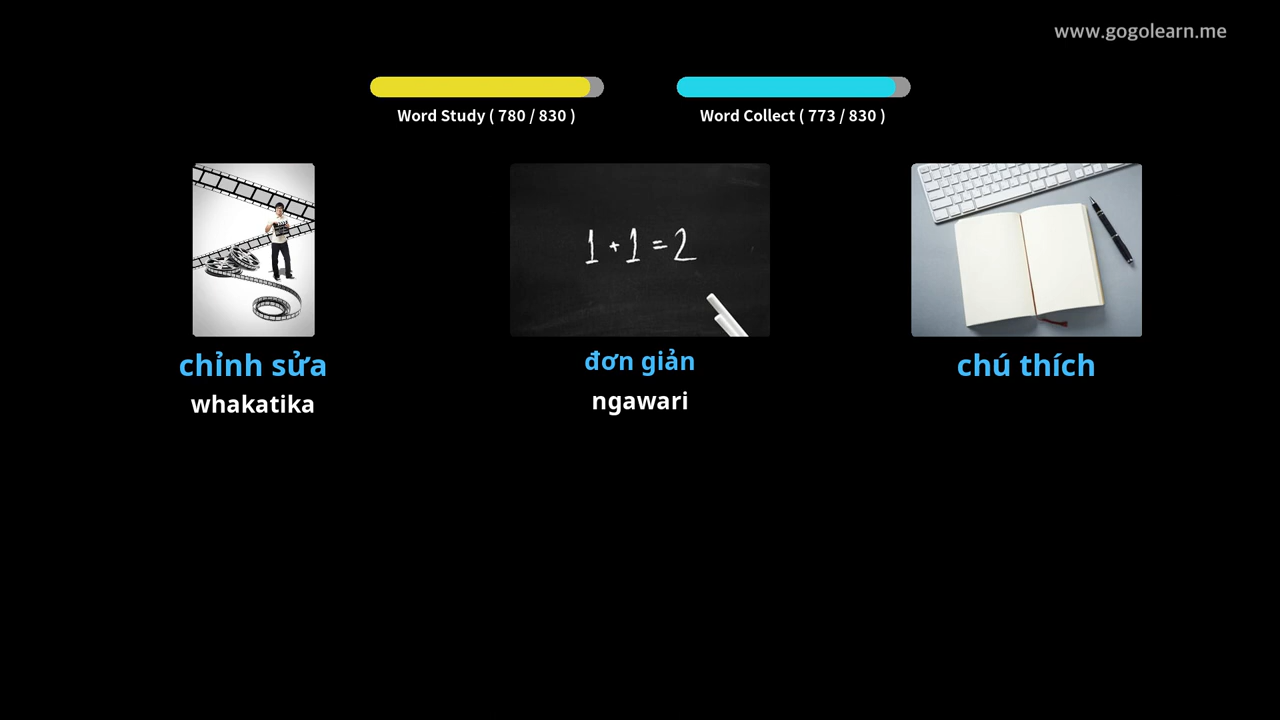 www.gogolearn.me
Word Study ( 780 / 830 )
Word Collect ( 773 / 830 )
1 + 1 = 2
chỉnh sửa
whakatika
đơn giản
ngawari
chú thích